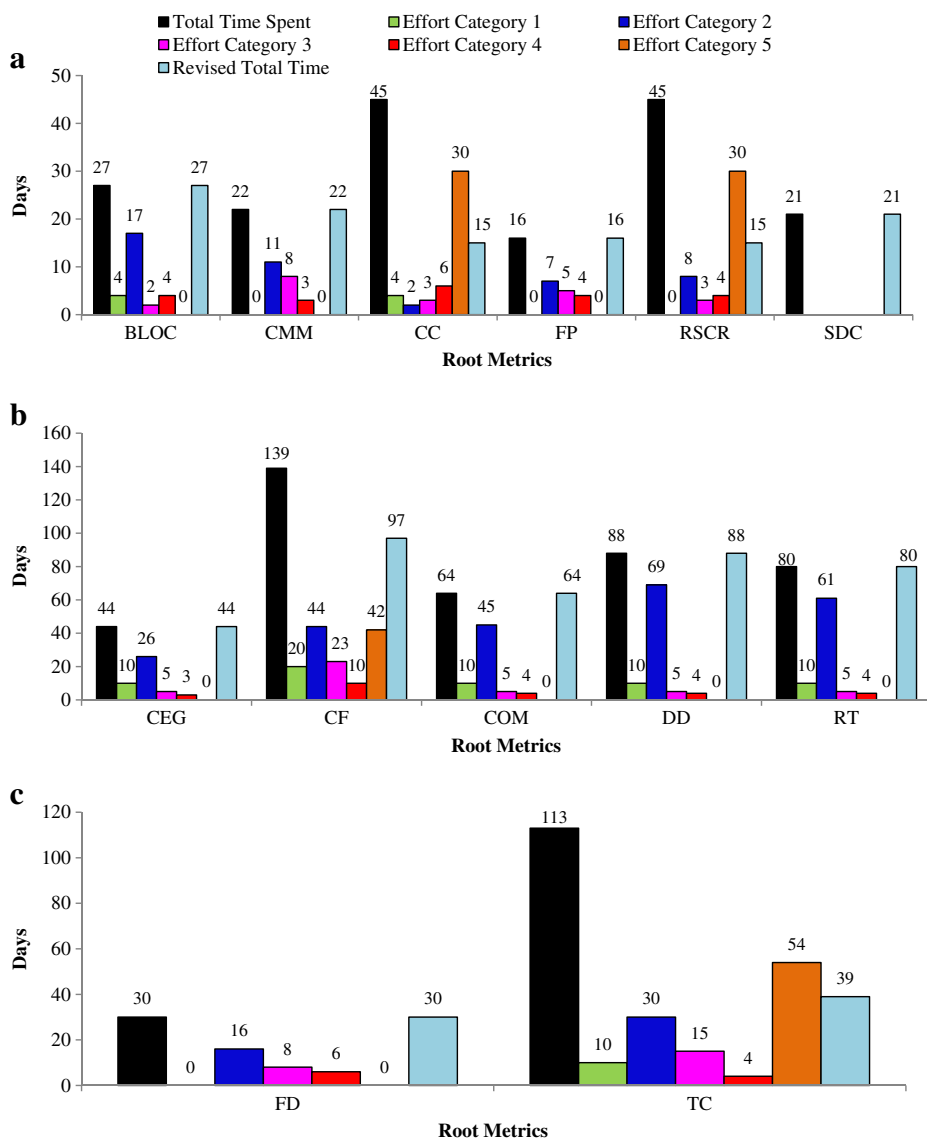 Total Time Spent Effort Category 1 Effort Category 2
Effort Category 3 Effort Category 4 Effort Category 5
Revised Total Time
a
50
40
30
20
10
0
Days
27 4 17 2 4 0 27
22 0 11 8 3 0 22
45 4 2 3 6 30 15
16 0 7 5 4 0 16
45 0 8 3 4 30 15
21 21
BLOC CMM CC FP RSCR SDC
Root Metrics
b
160
140
120
100
80
60
40
20
0
Days
44 10 26 5 3 0 44
139 20 44 23 10 42 97
64 10 45 5 4 0 64
88 10 69 5 4 0 88
80 10 61 5 4 0 80
CEG CF COM DD RT
Root Metrics
c
120
100
80
60
40
20
0
Days
30 0 16 8 6 0 30
113 10 30 15 4 54 39
FD TC
Root Metrics